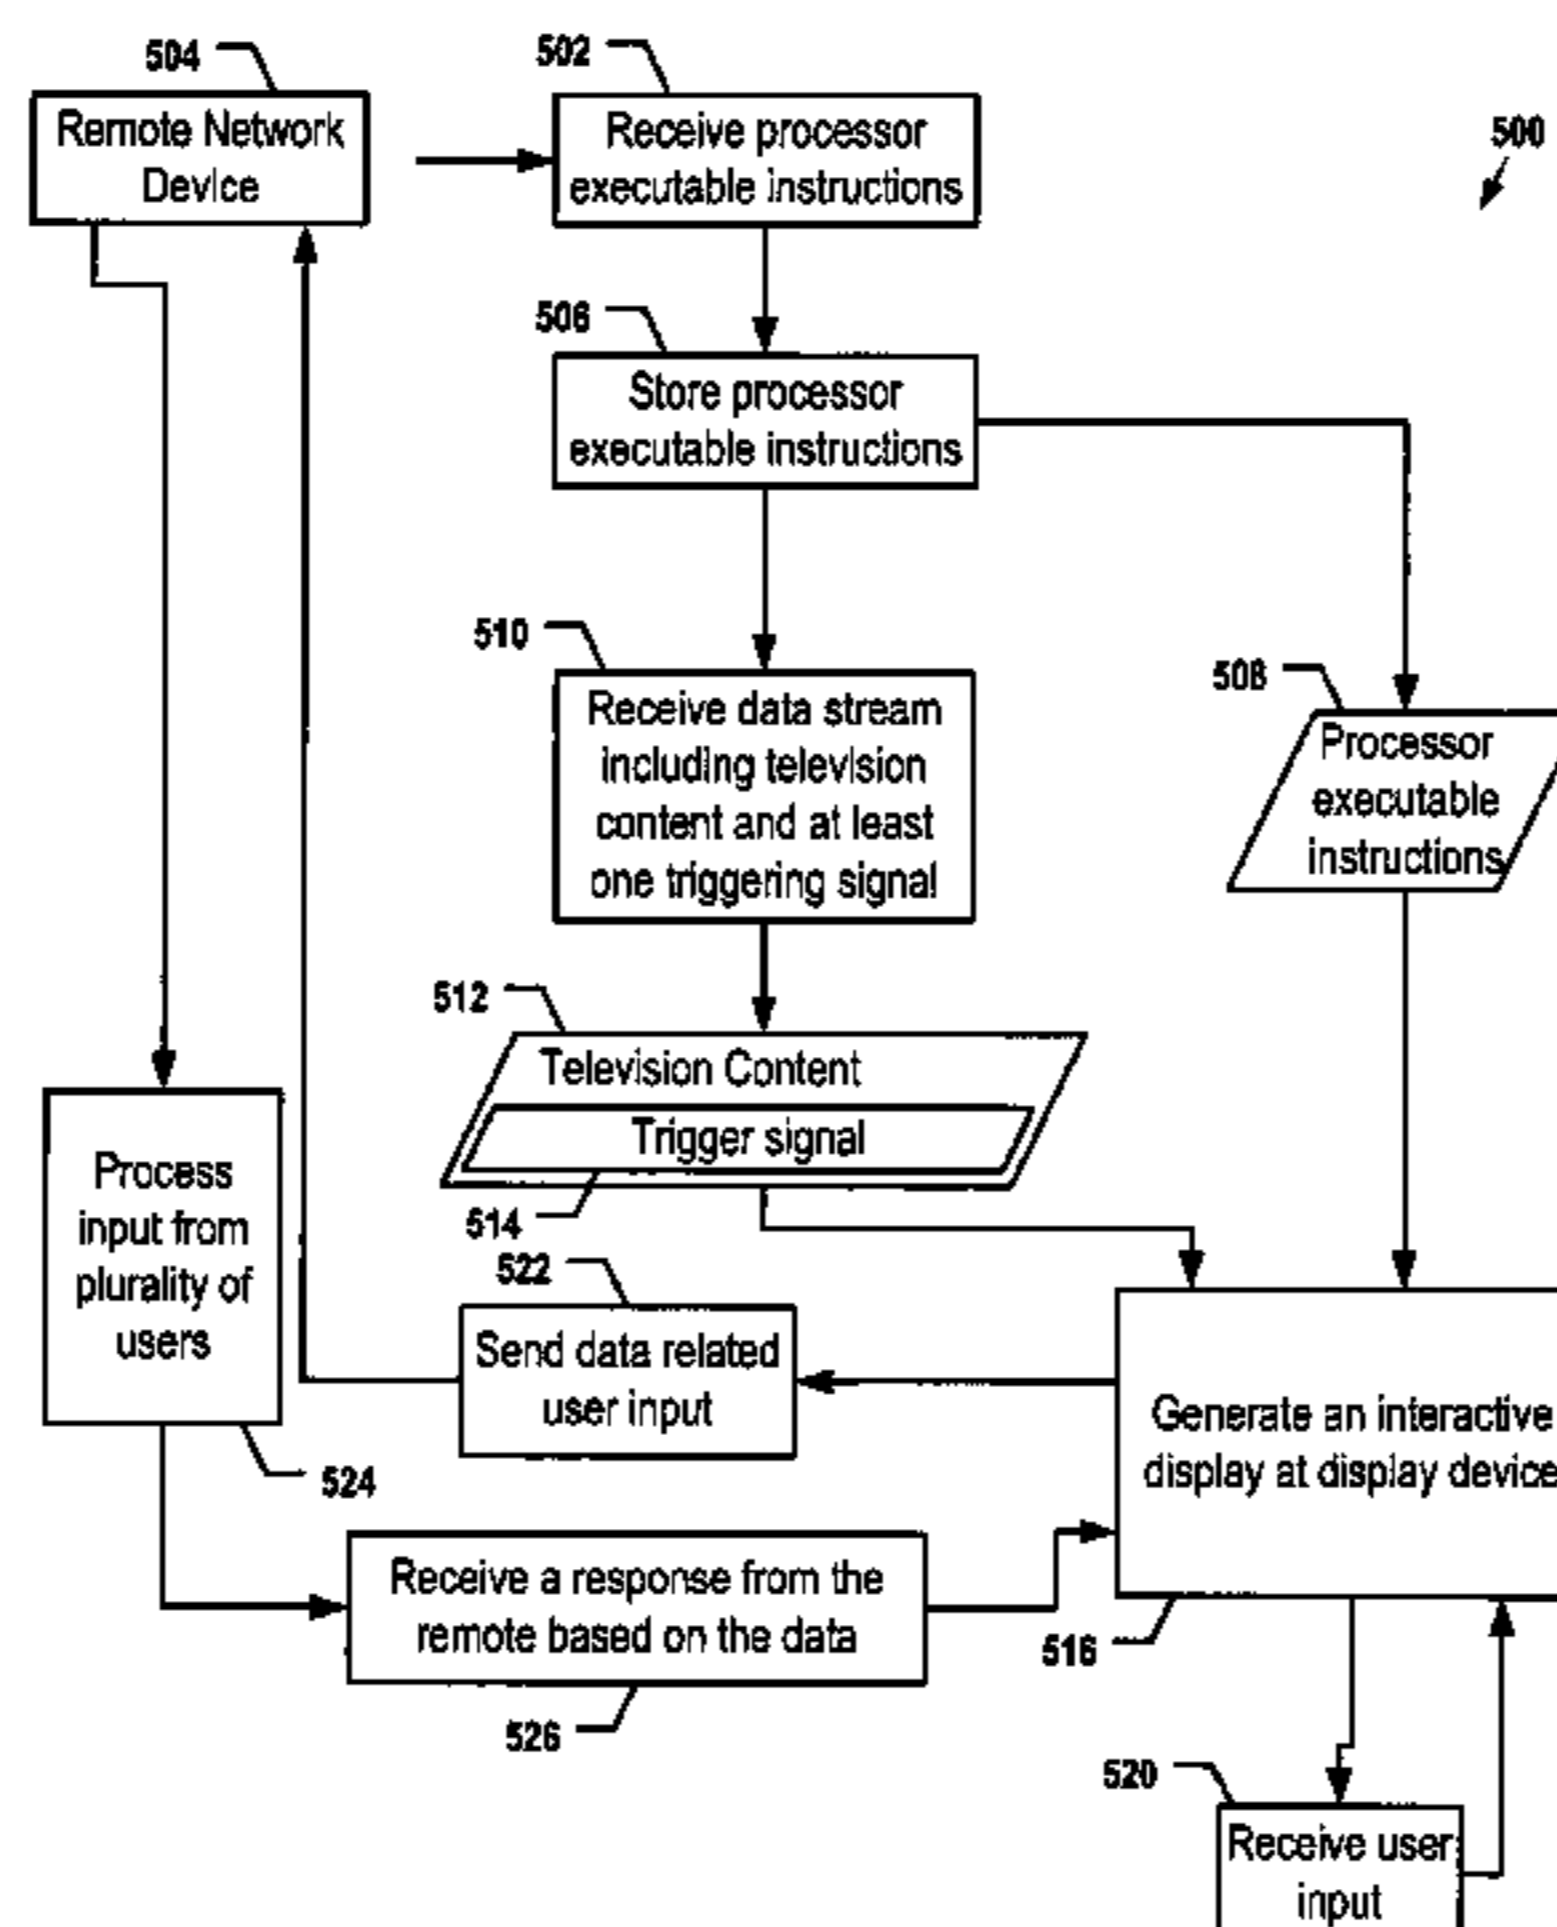 504
502
Remote Network
Device
Receive processor
executable instructions
500
506
Store processor
executable instructions
510
508
Receive data stream
including television
content and at least
one triggering signal
Processor
executable
instructions
512
Television Content
Trigger signal
514
Process
input from
plurality of
users
522
Send data related
user input
Generate an interactive
display at display device
524
Receive a response from the
remote based on the data
516
526
520
Receive user
input